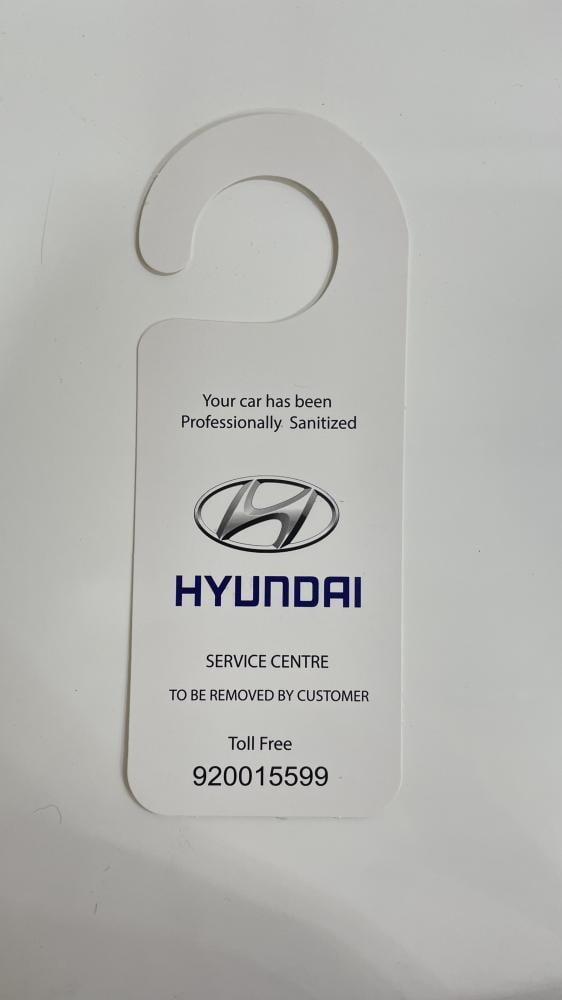 Your car has been
Professionally Sanitized
HYUNDAI
SERVICE CENTRE
TO BE REMOVED BY CUSTOMER
Toll Free
920015599